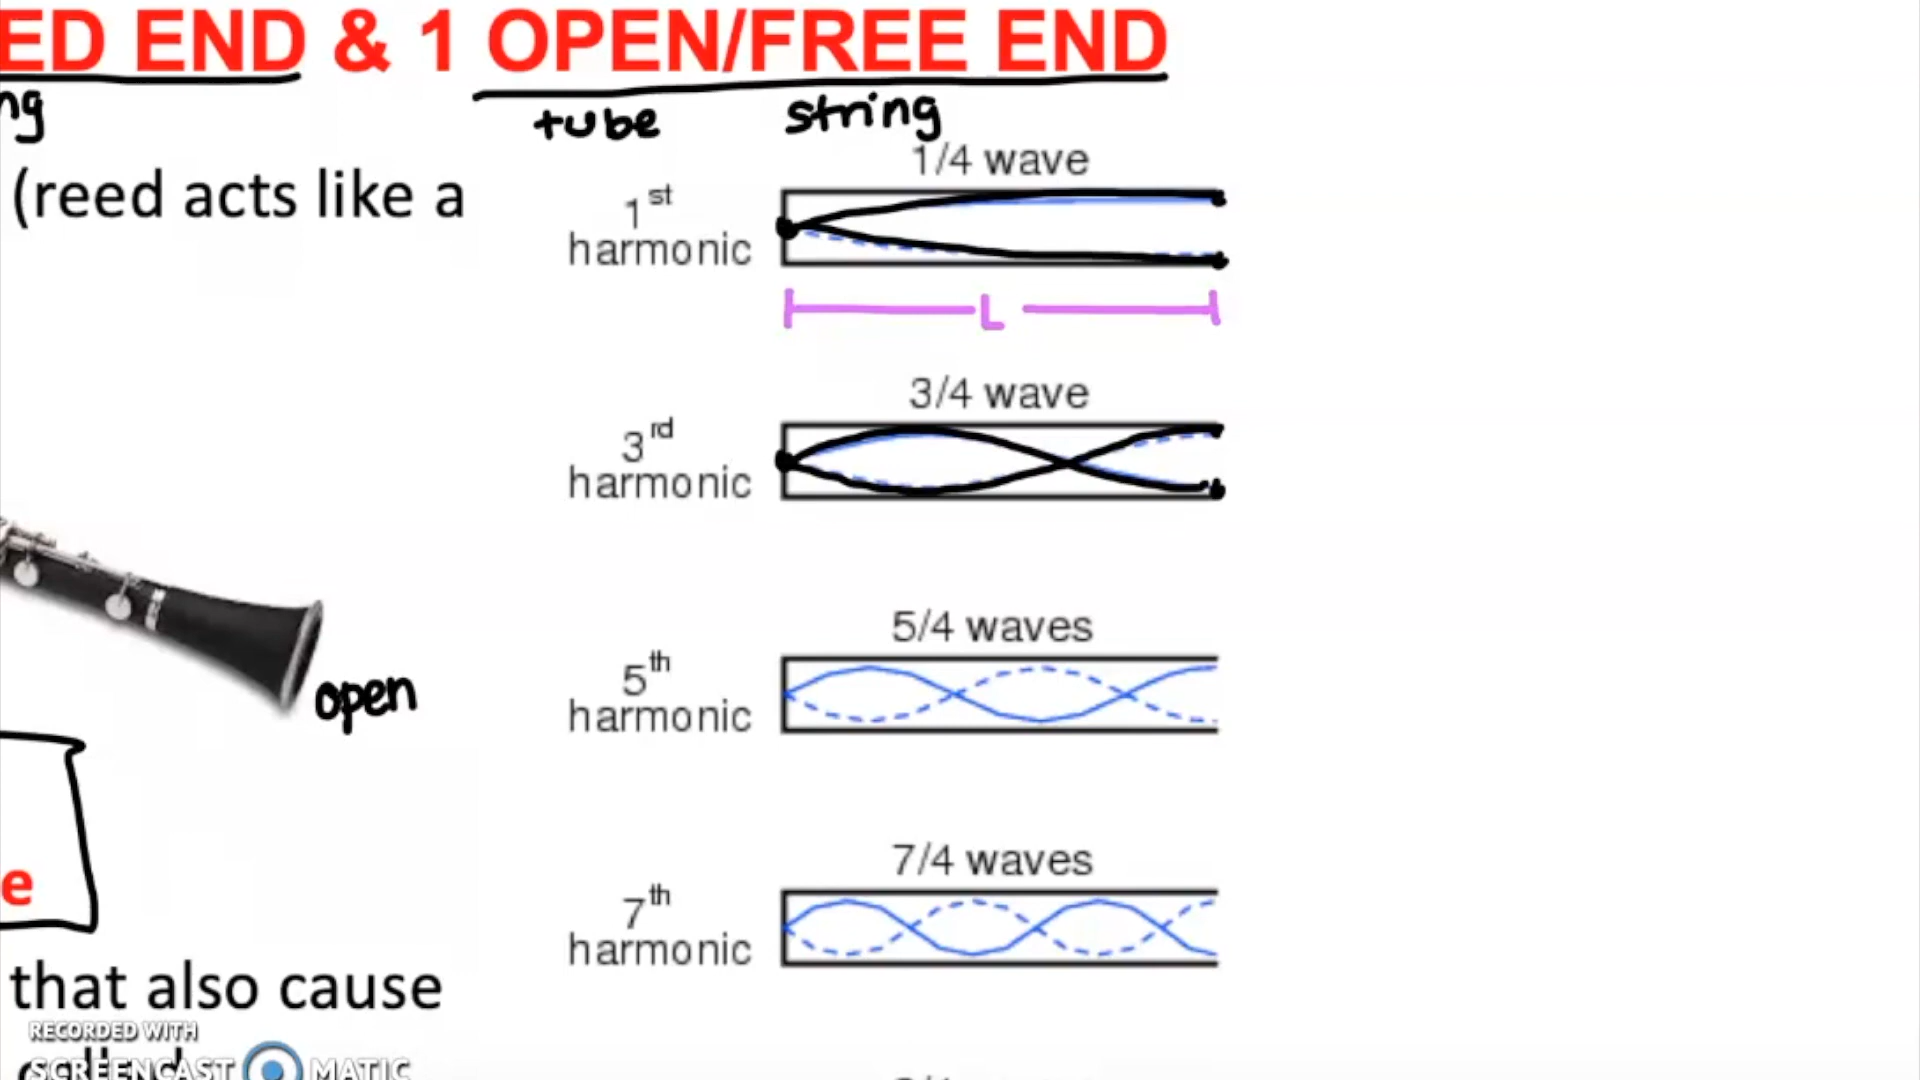 ED END & 1 OPEN/FREE END
ng
tube string
(reed acts like a
1/4 wave
1st
harmonic
L
3/4 wave
3rd
harmonic
5/4 waves
5th
harmonic
open
7/4 waves
7th
harmonic
e
that also cause
RECORDED WITH
SCREENCAST MATIC